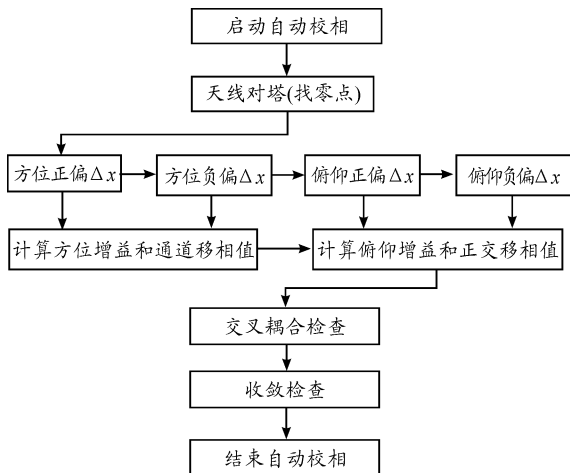 启动自动校相
天线对塔(找零点)
方位正偏Δx
方位负偏Δx
俯仰正偏Δx
俯仰负偏Δx
计算方位增益和通道移相值
计算俯仰增益和正交移相值
交叉耦合检查
收敛检查
结束自动校相